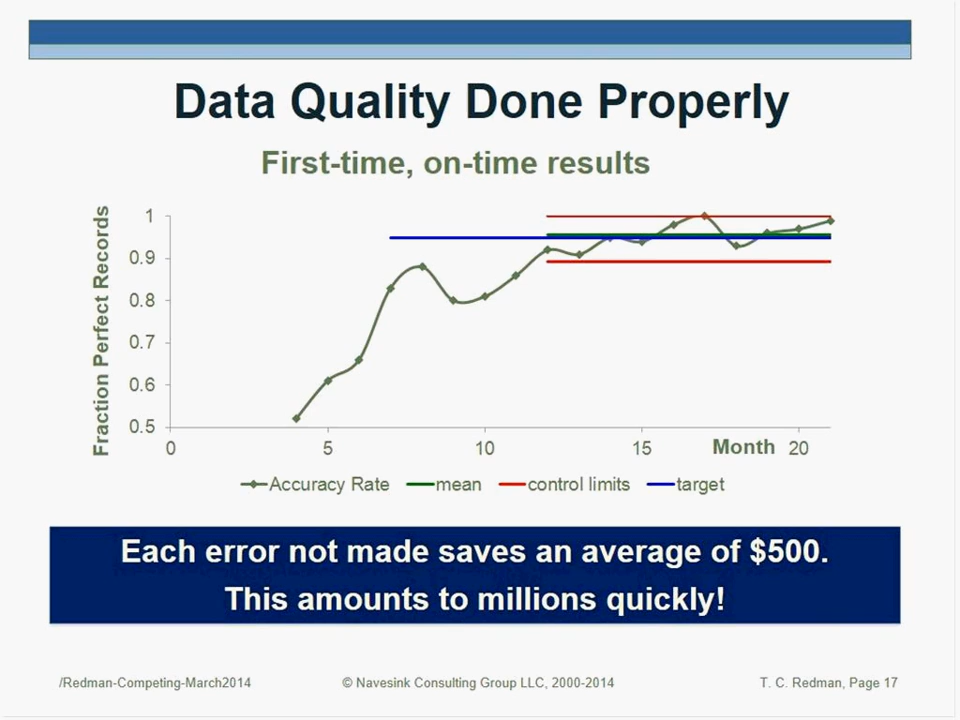 Data Quality Done Properly
First-time, on-time results
Fraction Perfect Records
1
0.9
0.8
0.7
0.6
0.5
0 5 10 15 Month 20
Accuracy Rate mean control limits target
Each error not made saves an average of $500.
This amounts to millions quickly!
/Redman-Competing-March2014 © Navesink Consulting Group LLC, 2000-2014 T. C. Redman, Page 17